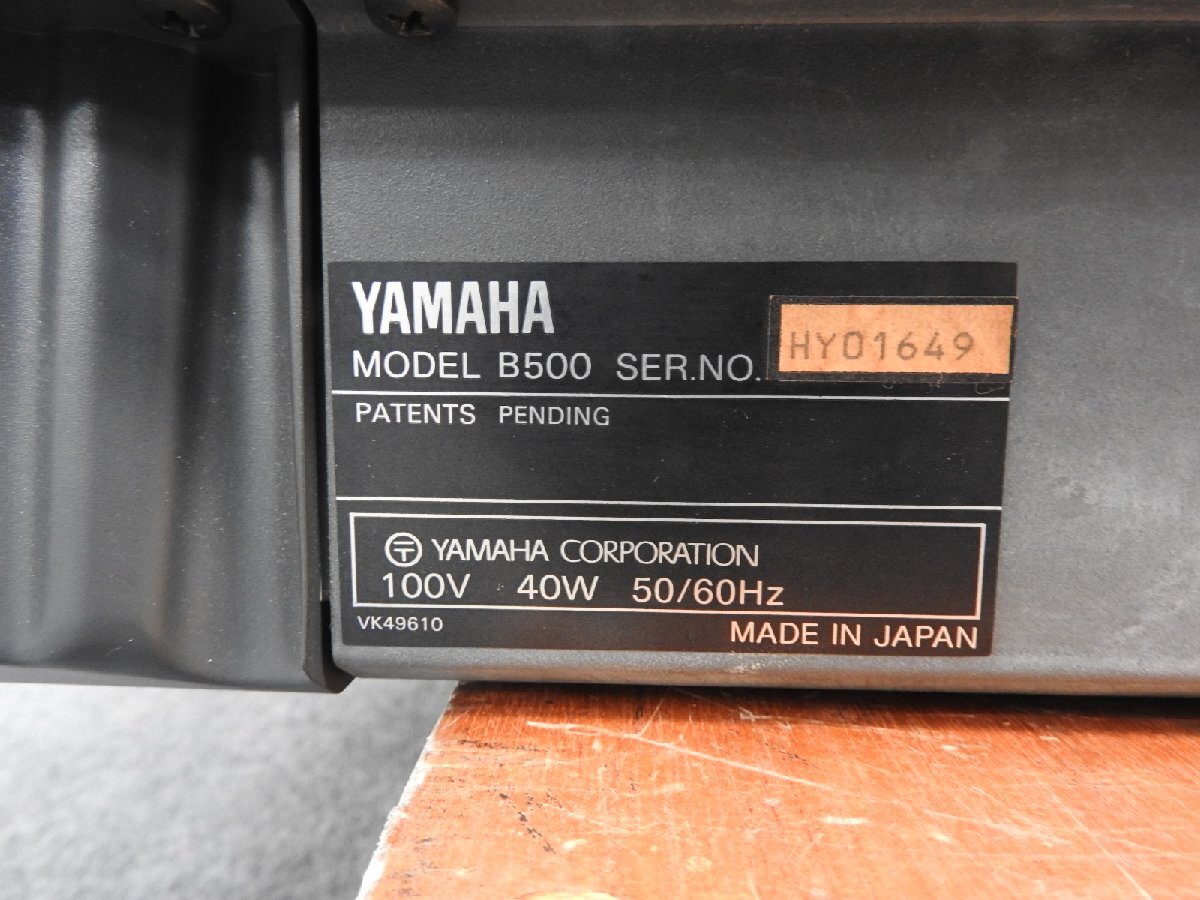 YAMAHA
MODEL B500 SER.NO. HY01649
PATENTS PENDING
〶 YAMAHA CORPORATION
100V 40W 50/60Hz
VK49610
MADE IN JAPAN